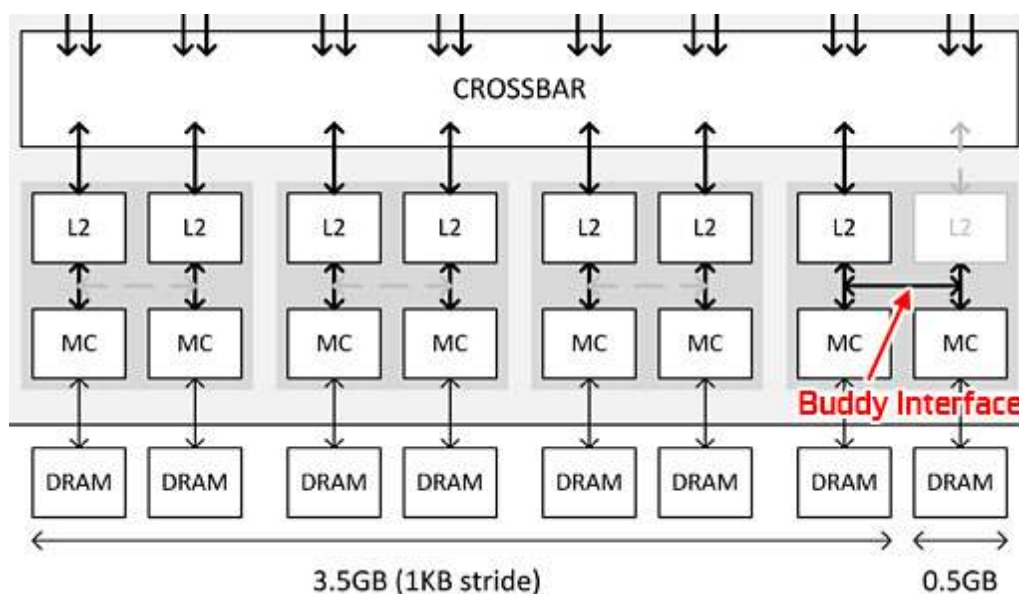 CROSSBAR
L2 L2 L2 L2 L2 L2 L2 L2
MC MC MC MC MC MC MC MC
Buddy Interface
DRAM DRAM DRAM DRAM DRAM DRAM DRAM DRAM
3.5GB (1KB stride) 0.5GB